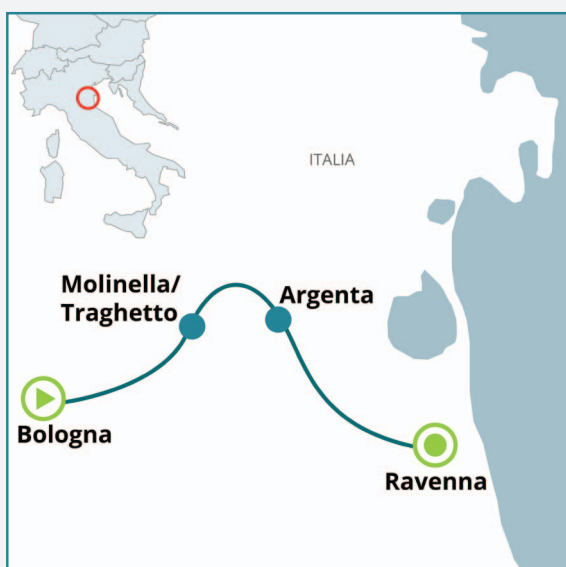 ITALIA
Molinella/
Traghetto
Argenta
Bologna
Ravenna